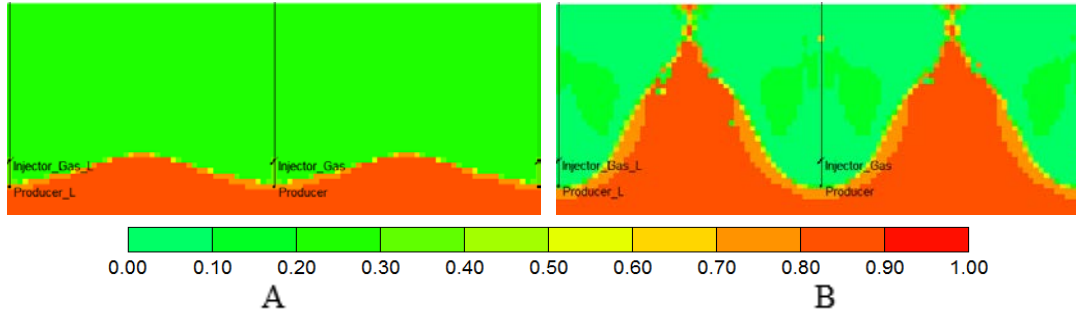 Injector_Gas_L
Injector_Gas
Producer_L
Producer
Injector_Gas_L
Injector_Gas
Producer_L
Producer
0.00 0.10 0.20 0.30 0.40 0.50 0.60 0.70 0.80 0.90 1.00
A
B